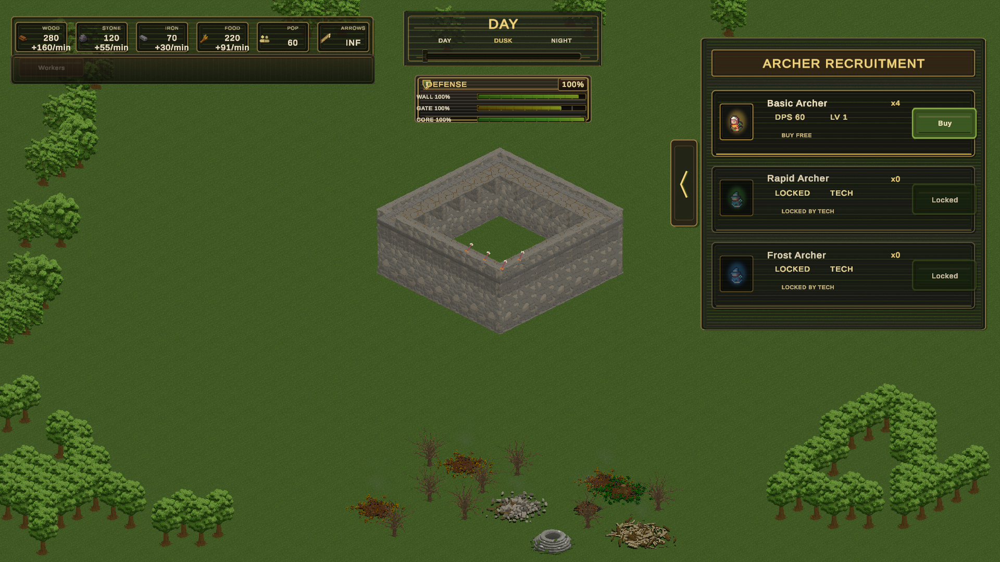 WOOD
280
+160/min
STONE
120
+55/min
IRON
70
+30/min
FOOD
220
+91/min
POP
60
ARROWS
INF
Workers
DAY
DAY DUSK NIGHT
DEFENSE 100%
WALL 100%
GATE 100%
CORE 100%
ARCHER RECRUITMENT
Basic Archer x4
DPS 60 LV 1
BUY FREE
Buy
Rapid Archer x0
LOCKED TECH
LOCKED BY TECH
Locked
Frost Archer x0
LOCKED TECH
LOCKED BY TECH
Locked